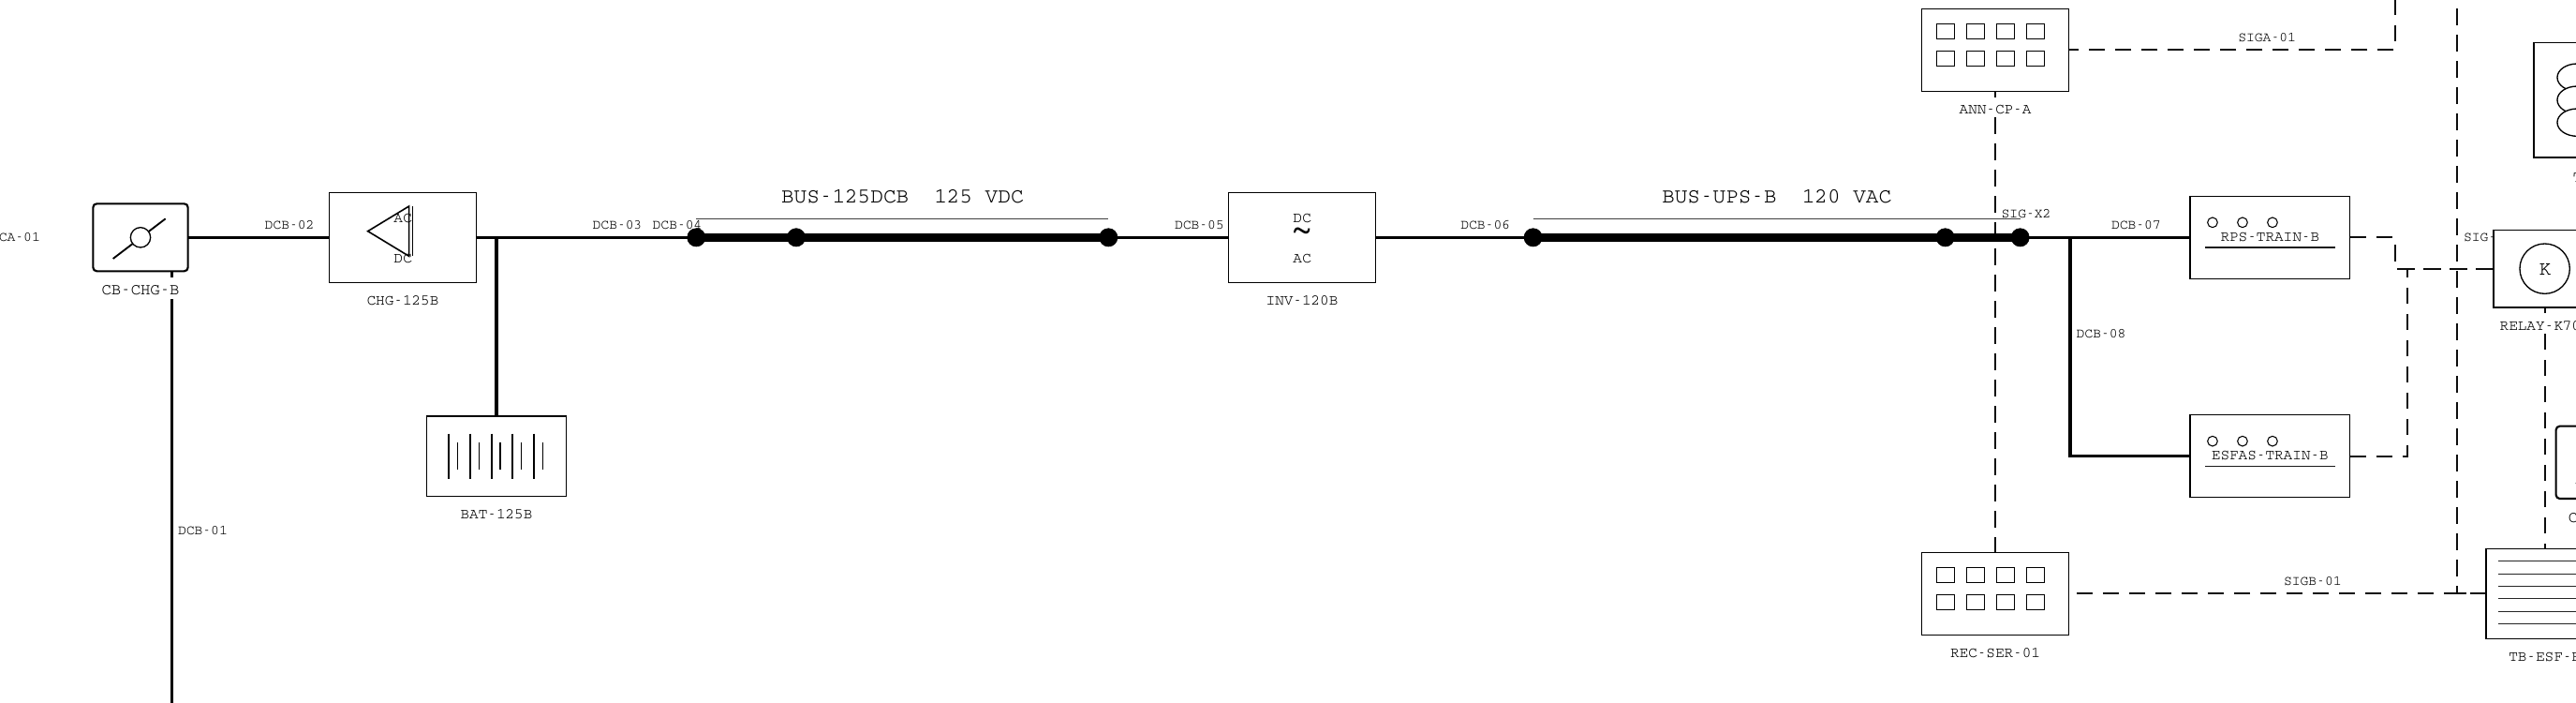 SIGA-01
ANN-CP-A
BUS-125DCB 125 VDC
BUS-UPS-B 120 VAC
SIG-X2
CA-01
DCB-02
AC
DC
DCB-03
DCB-04
DCB-05
DC
~
AC
DCB-06
DCB-07
RPS-TRAIN-B
SIG-
K
CB-CHG-B
CHG-125B
INV-120B
RELAY-K70
DCB-08
ESFAS-TRAIN-B
BAT-125B
DCB-01
SIGB-01
REC-SER-01
TB-ESF-